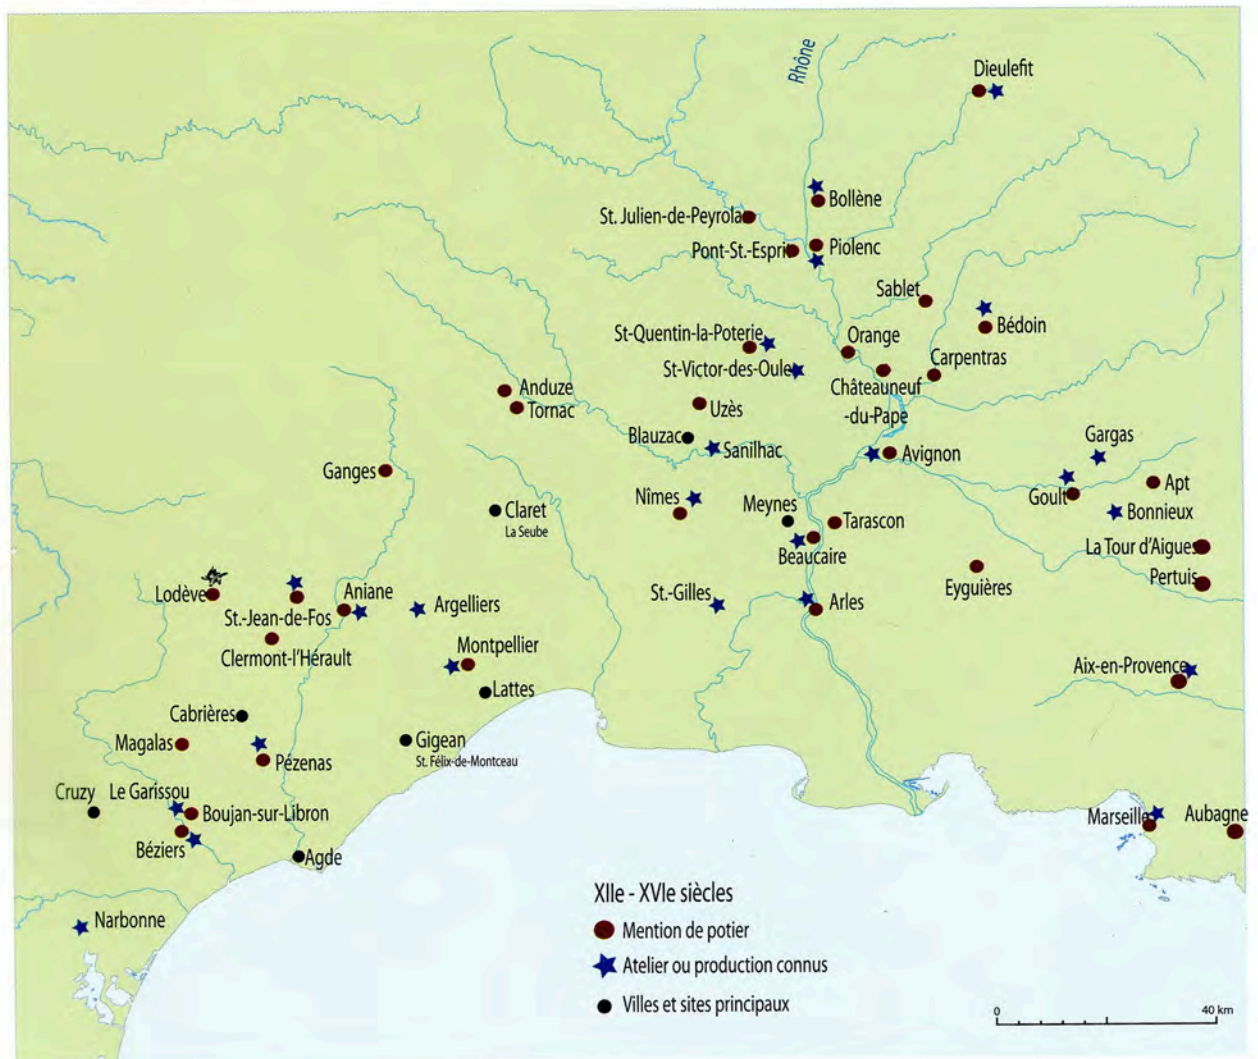 Rhône
Dieulefit
Bollène
St. Julien-de-Peyrola
Pont-St.-Esprit
Piolenc
Sablet
Bédoin
St-Quentin-la-Poterie
Orange
St-Victor-des-Oule
Carpentras
Châteauneuf
-du-Pape
Anduze
Tornac
Uzès
Blauzac
Sanilhac
Avignon
Gargas
Ganges
Goult
Apt
Nîmes
Meynes
Bonnieux
Claret
La Seube
Tarascon
Beaucaire
La Tour d'Aigues
Eyguières
Pertuis
Lodève
St.-Jean-de-Fos
Aniane
Argelliers
St.-Gilles
Arles
Clermont-l'Hérault
Montpellier
Aix-en-Provence
Lattes
Cabrières
Magalas
Gigean
St. Félix-de-Montceau
Pézenas
Cruzy
Le Garissou
Boujan-sur-Libron
Marseille
Aubagne
Béziers
Agde
Narbonne
XIIe - XVIe siècles
Mention de potier
Atelier ou production connus
Villes et sites principaux
0
40 km